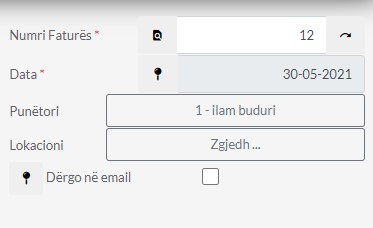 Numri Faturës * 12
Data * 30-05-2021
Punëtori 1 - ilam buduri
Lokacioni Zgjedh ...
Dërgo në email